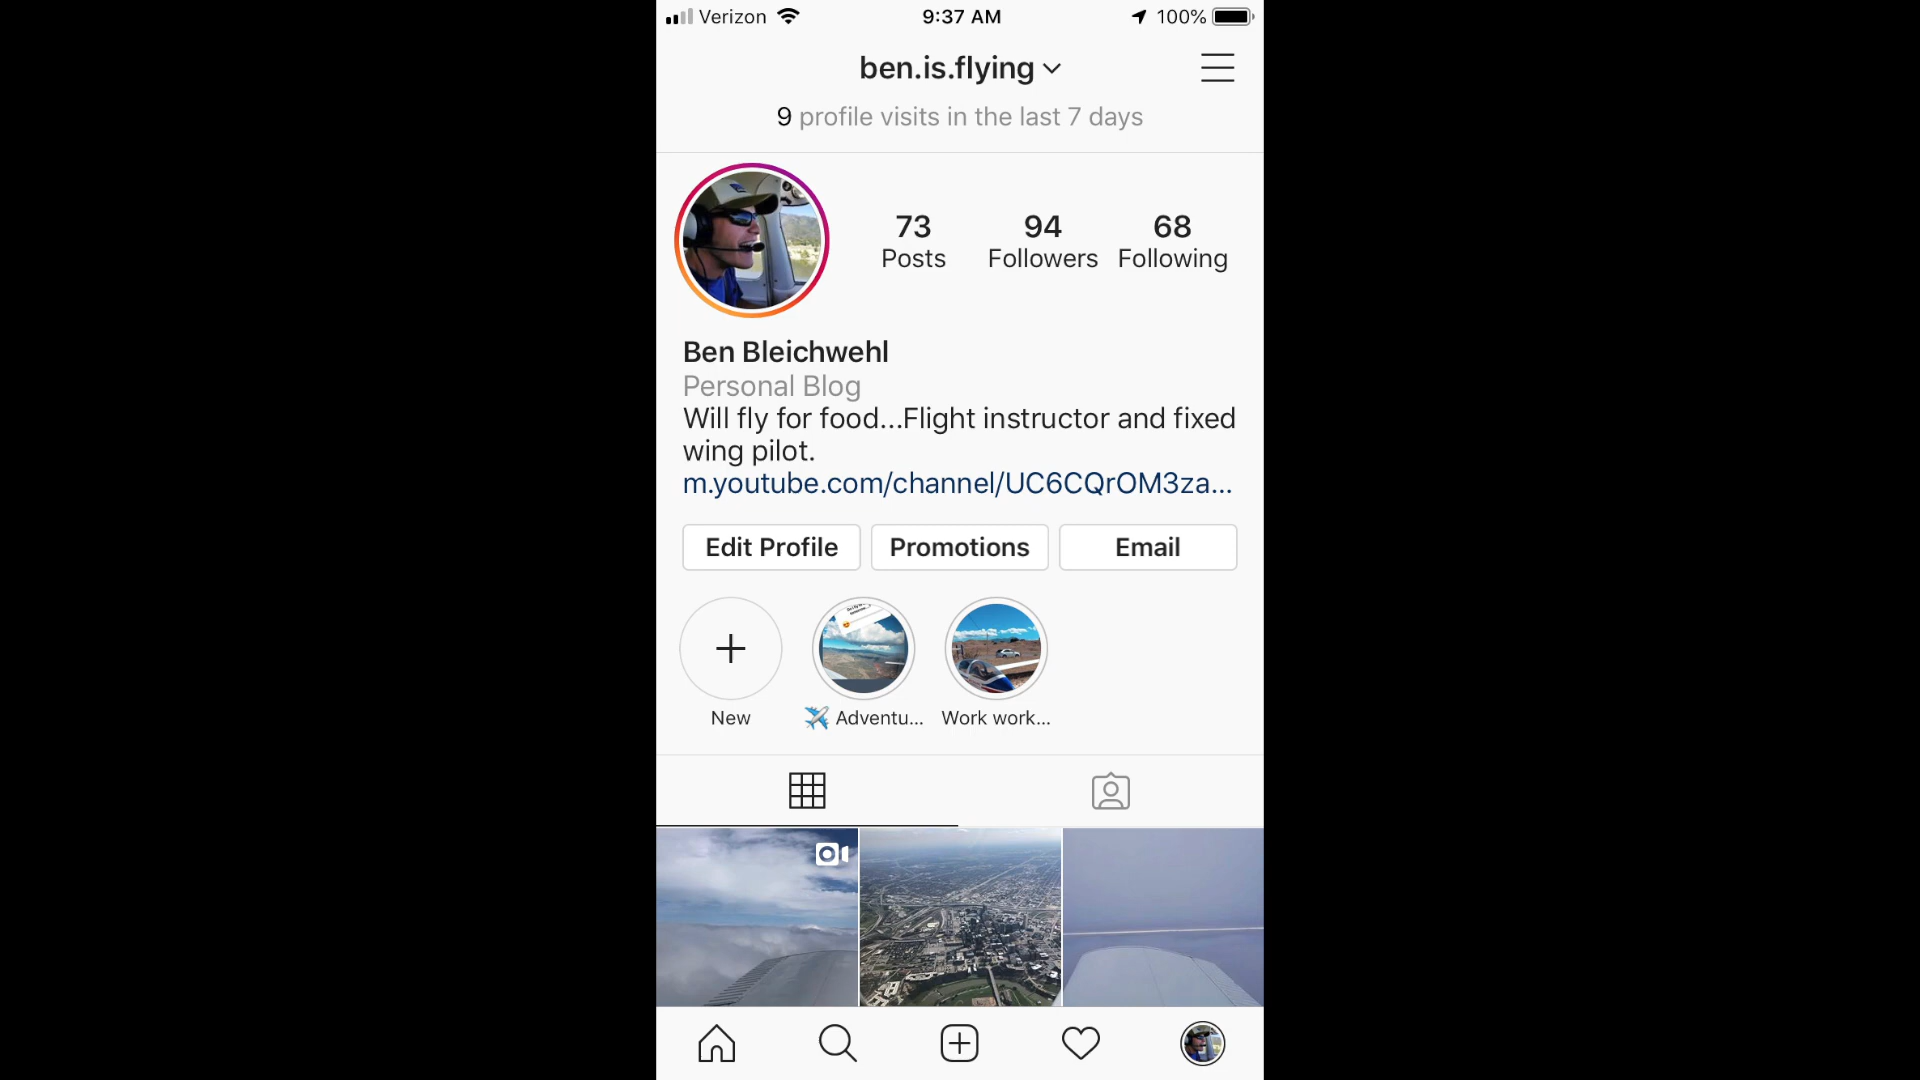 Verizon 9:37 AM 100%
ben.is.flying
9 profile visits in the last 7 days
73 94 68
Posts Followers Following
Ben Bleichwehl
Personal Blog
Will fly for food...Flight instructor and fixed
wing pilot.
m.youtube.com/channel/UC6CQrOM3za...
Edit Profile Promotions Email
New ✈️ Adventu... Work work...